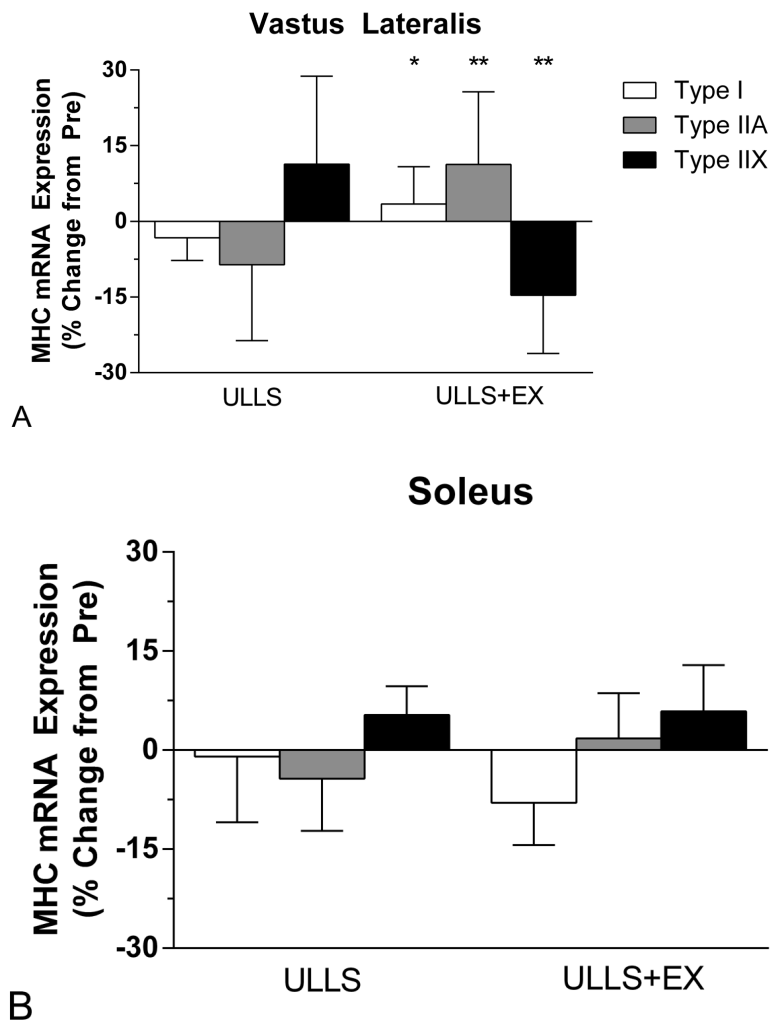 Vastus Lateralis
* ** **
Type I
Type IIA
Type IIX
MHC mRNA Expression
(% Change from Pre)
30
15
0
-15
-30
ULLS ULLS+EX
A
Soleus
MHC mRNA Expression
(% Change from Pre)
30
15
0
-15
-30
ULLS ULLS+EX
B